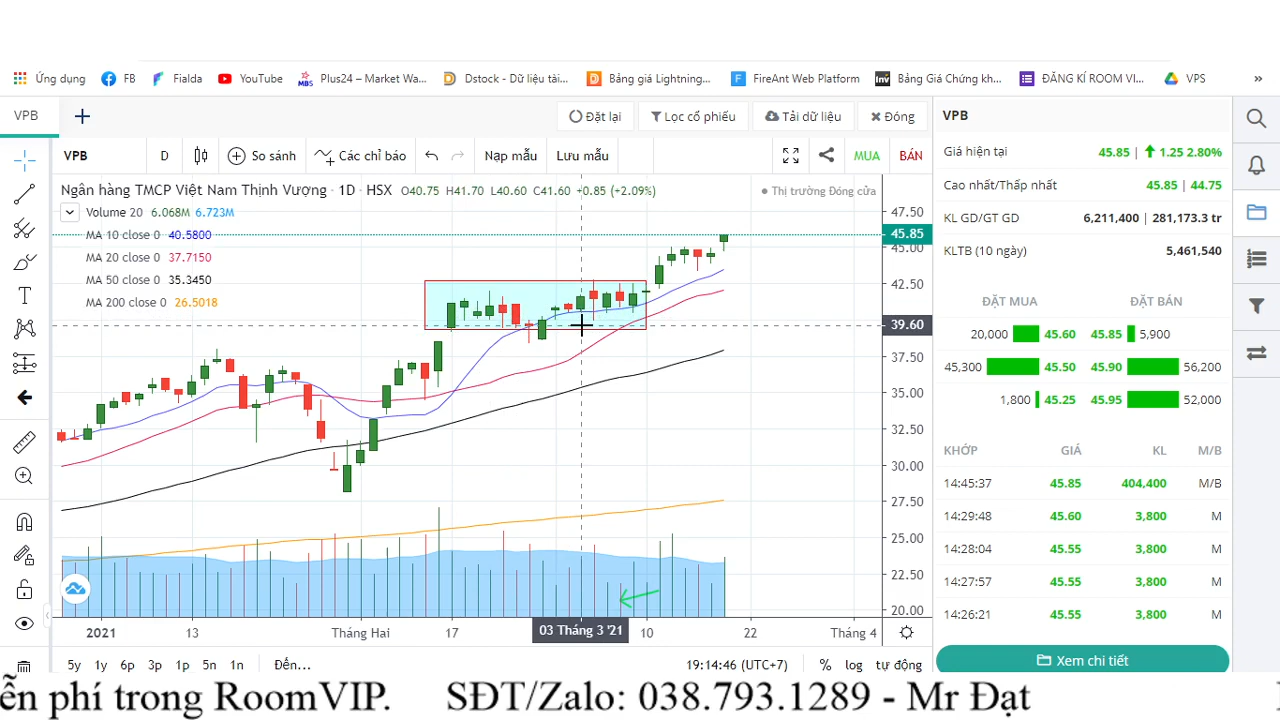 Ứng dụng FB Fialda YouTube MBS Plus24 – Market Wa... Dstock - Dữ liệu tài... Bảng giá Lightning... FireAnt Web Platform Inv Bảng Giá Chứng kh... ĐĂNG KÍ ROOM VI... VPS »
VPB + Đặt lại Lọc cổ phiếu Tải dữ liệu Đóng
VPB
VPB D So sánh Các chỉ báo Nạp mẫu Lưu mẫu MUA BÁN
Ngân hàng TMCP Việt Nam Thịnh Vượng · 1D · HSX O40.75 H41.70 L40.60 C41.60 +0.85 (+2.09%)
Thị trường Đóng cửa
Volume 20 6.068M 6.723M
MA 10 close 0 40.5800
MA 20 close 0 37.7150
MA 50 close 0 35.3450
MA 200 close 0 26.5018
47.50
45.85
45.00
42.50
39.60
37.50
35.00
32.50
30.00
27.50
25.00
22.50
20.00
2021 13 Tháng Hai 17 03 Tháng 3 '21 10 22 Tháng 4
5y 1y 6p 3p 1p 5n 1n Đến... 19:14:46 (UTC+7) % log tự động
Giá hiện tại 45.85 | 1.25 2.80%
Cao nhất/Thấp nhất 45.85 | 44.75
KL GD/GT GD 6,211,400 | 281,173.3 tr
KLTB (10 ngày) 5,461,540
ĐẶT MUA ĐẶT BÁN
20,000 45.60 45.85 5,900
45,300 45.50 45.90 56,200
1,800 45.25 45.95 52,000
KHỚP GIÁ KL M/B
14:45:37 45.85 404,400 M/B
14:29:48 45.60 3,800 M
14:28:04 45.55 3,800 M
14:27:57 45.55 3,800 M
14:26:21 45.55 3,800 M
Xem chi tiết
ễn phí trong RoomVIP. SĐT/Zalo: 038.793.1289 - Mr Đạt